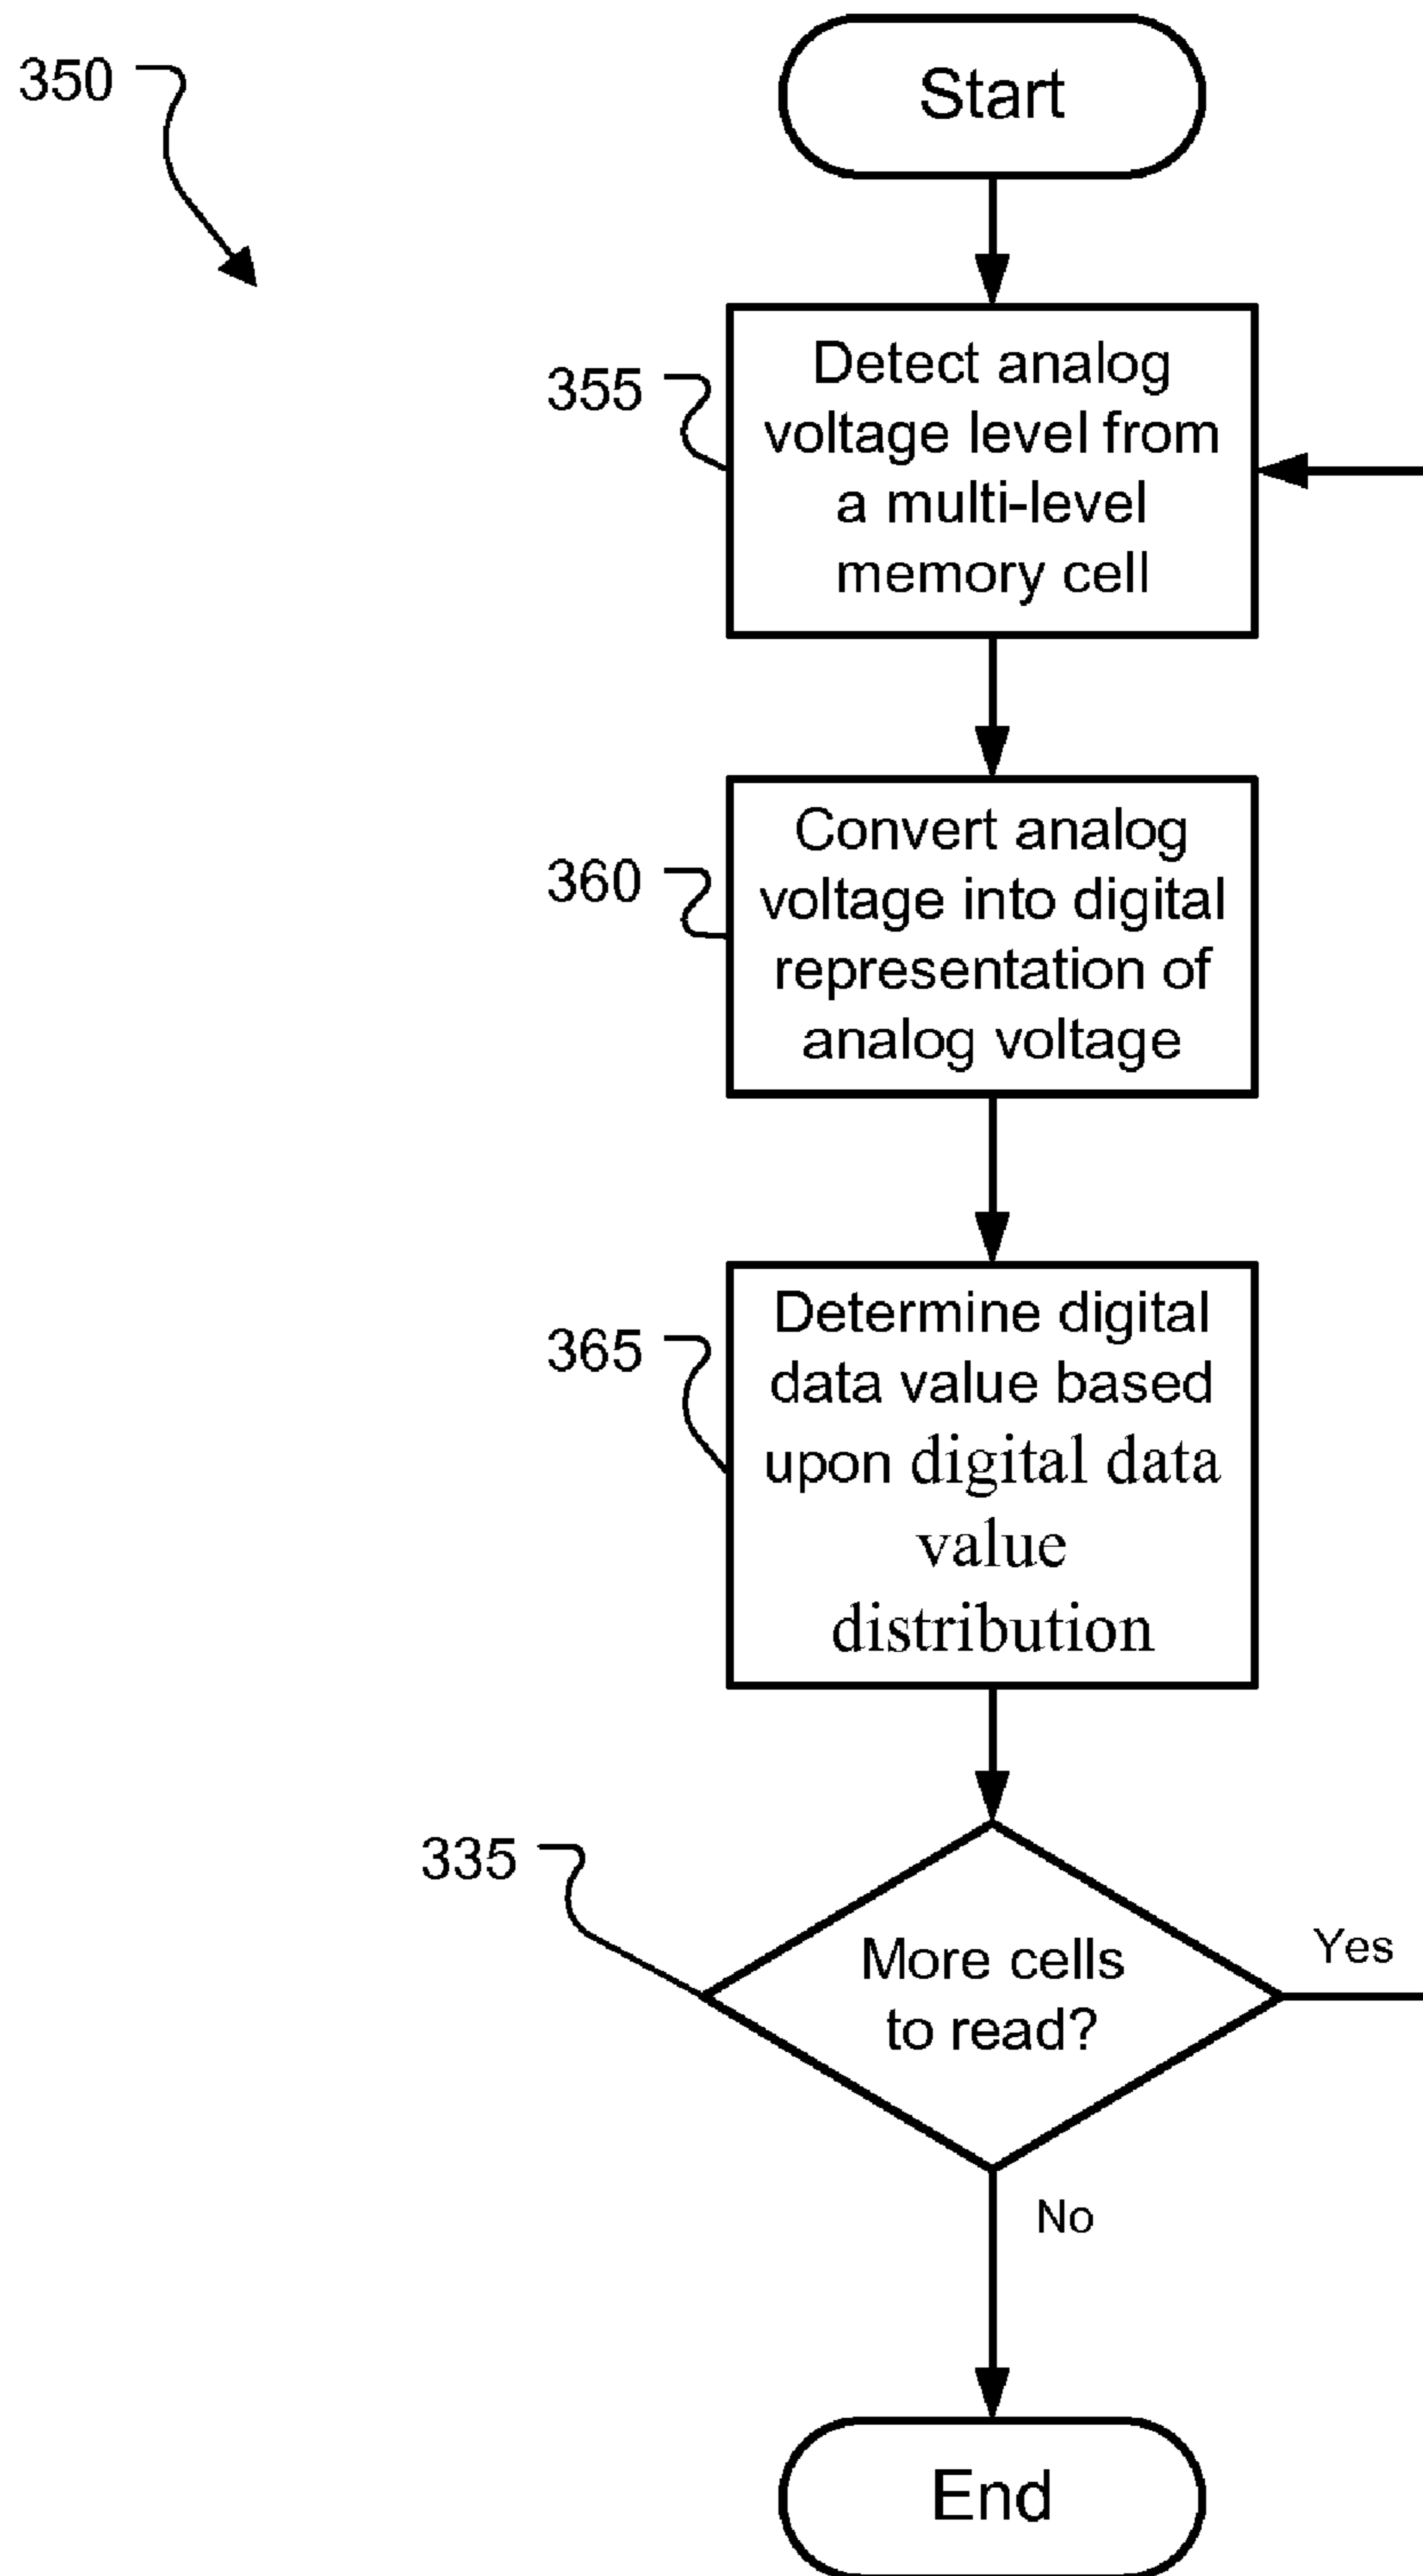 350
Start
355
Detect analog
voltage level from
a multi-level
memory cell
360
Convert analog
voltage into digital
representation of
analog voltage
365
Determine digital
data value based
upon digital data
value
distribution
335
More cells
to read?
Yes
No
End